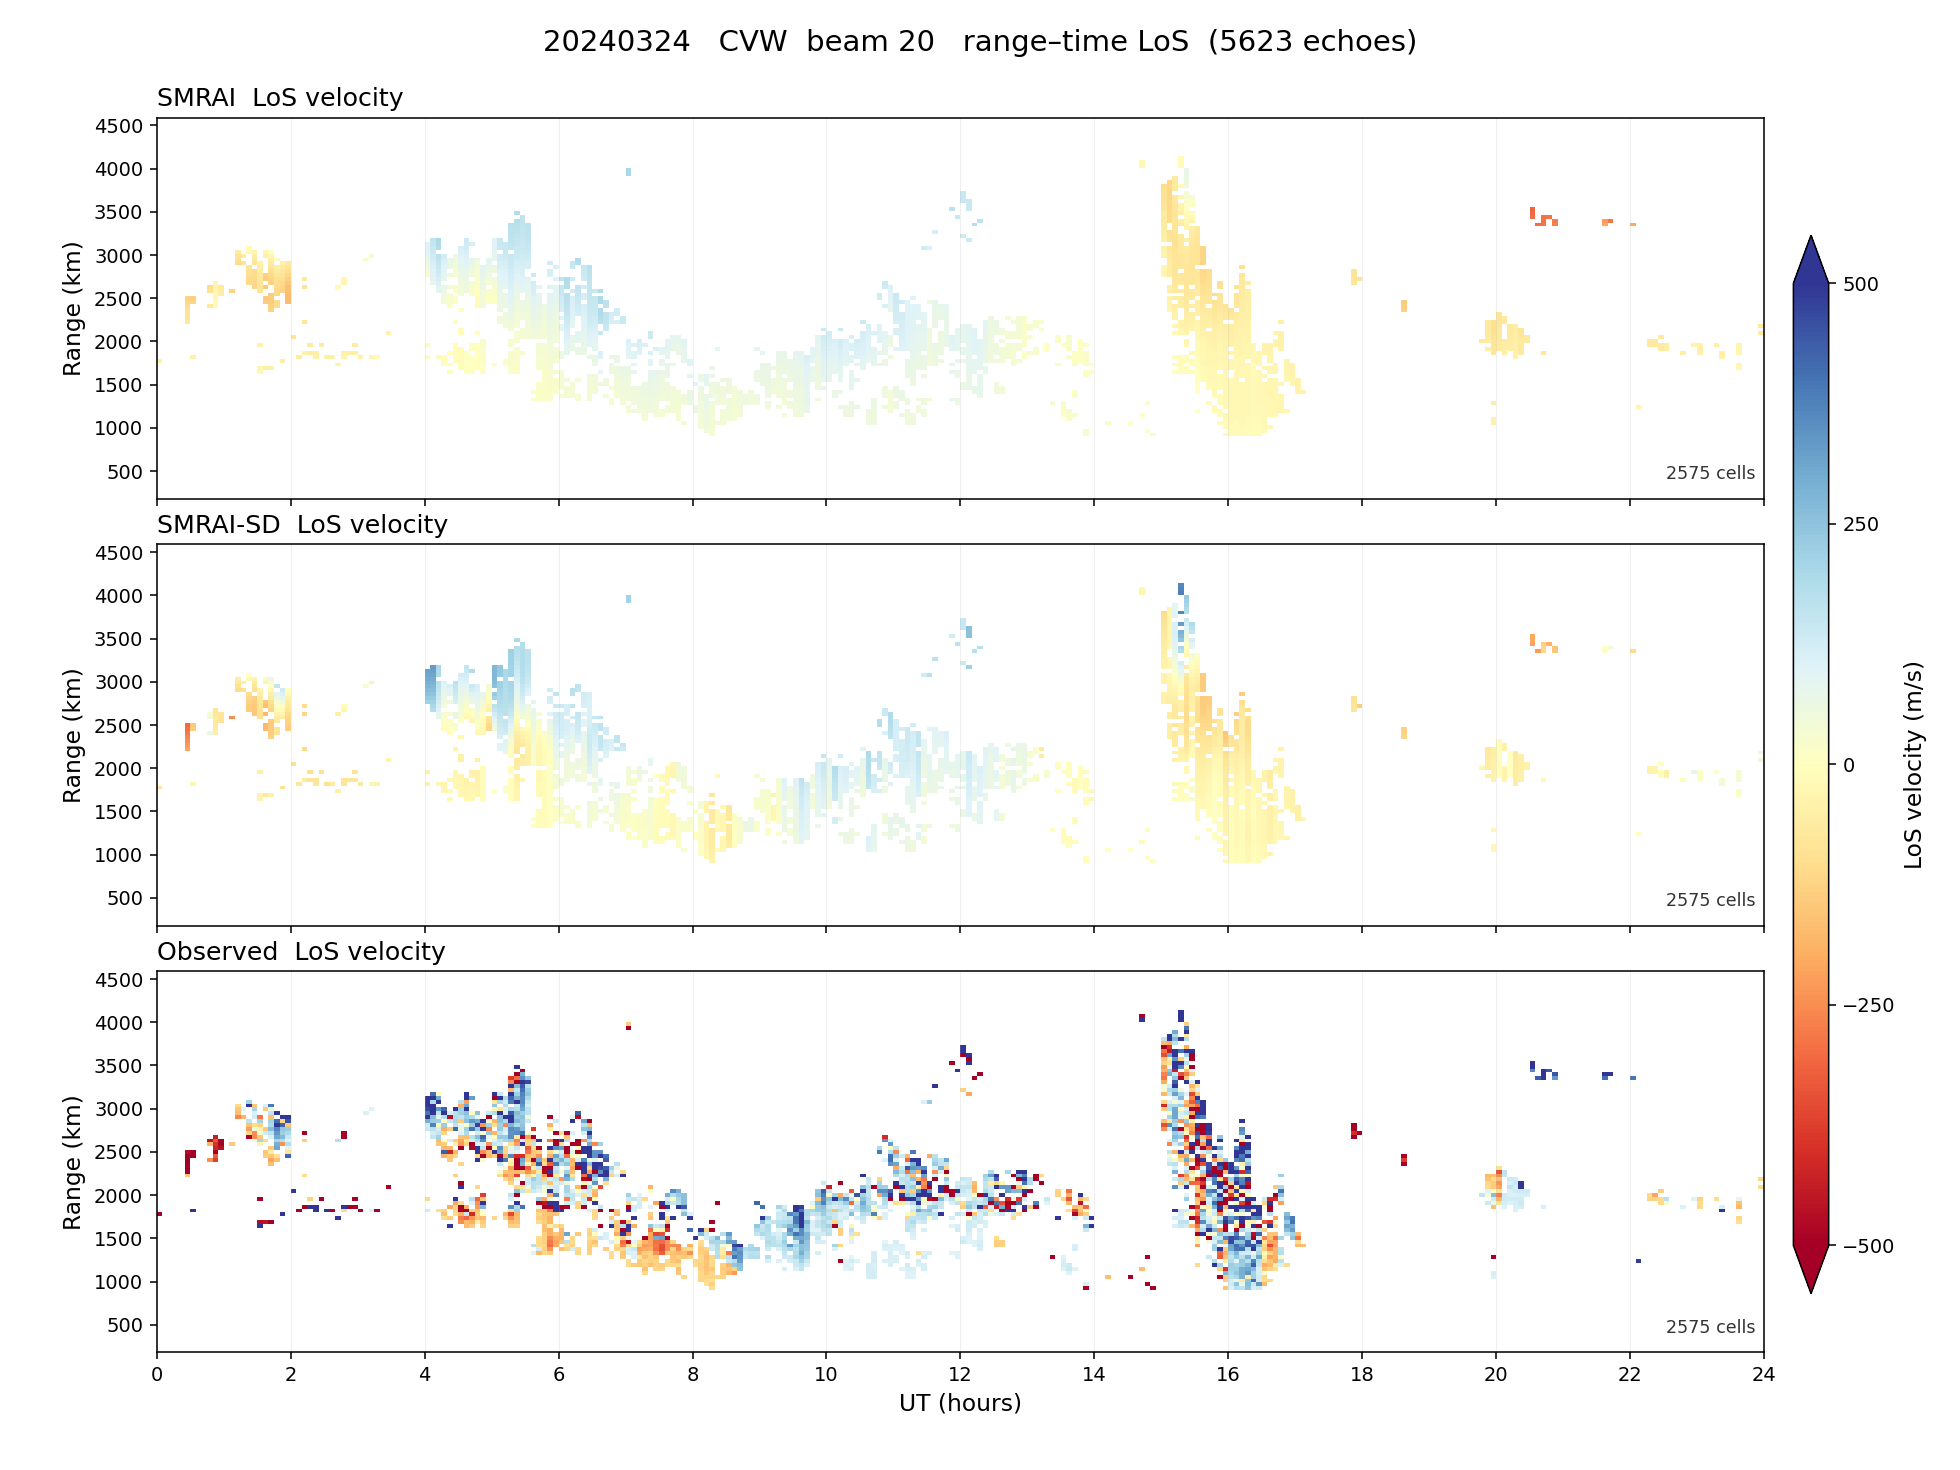 20240324   CVW  beam 20   range–time LoS  (5623 echoes)
SMRAI  LoS velocity
4500
4000
3500
3000
2500
2000
1500
1000
500
Range (km)
2575 cells
SMRAI-SD  LoS velocity
4500
4000
3500
3000
2500
2000
1500
1000
500
Range (km)
2575 cells
Observed  LoS velocity
4500
4000
3500
3000
2500
2000
1500
1000
500
Range (km)
2575 cells
0 2 4 6 8 10 12 14 16 18 20 22 24
UT (hours)
500
250
0
−250
−500
LoS velocity (m/s)